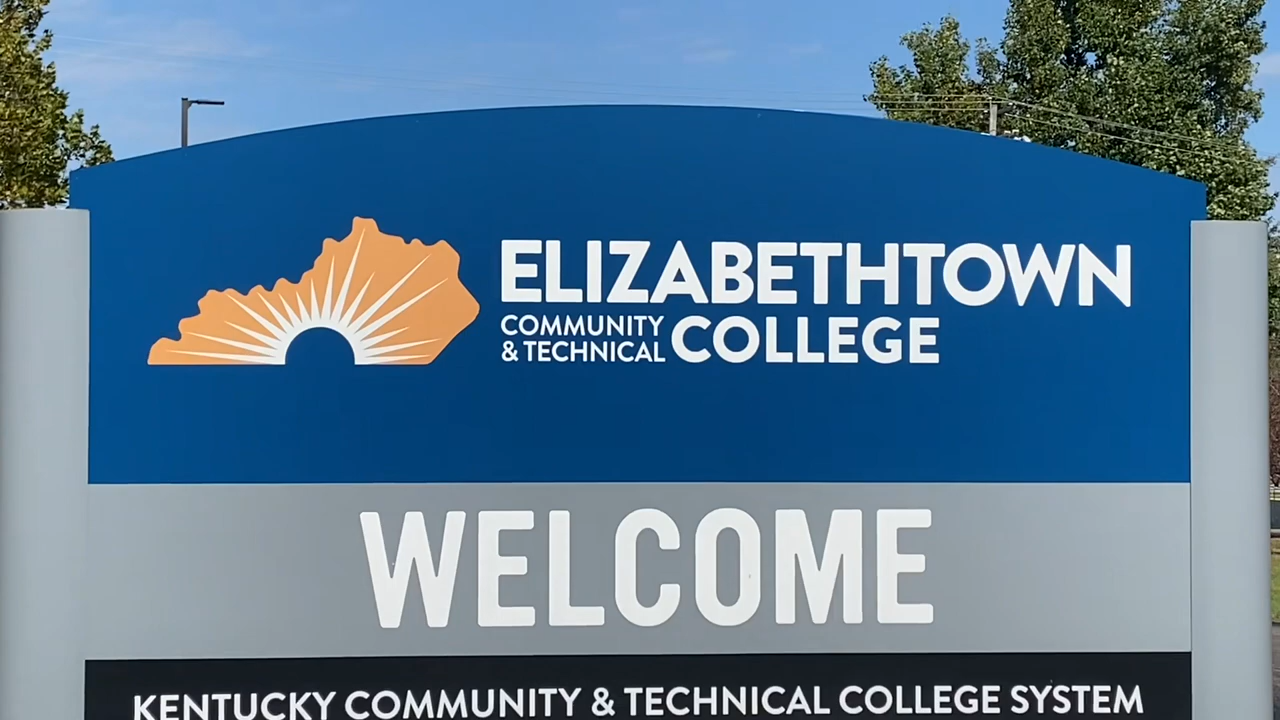 ELIZABETHTOWN
COMMUNITY
& TECHNICAL COLLEGE
WELCOME
KENTUCKY COMMUNITY & TECHNICAL COLLEGE SYSTEM